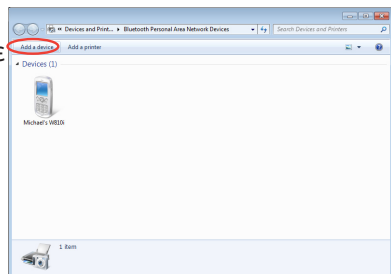 « Devices and Print... ▸ Bluetooth Personal Area Network Devices
Search Devices and Printers
Add a device
Add a printer
Devices (1)
Michael's W810i
1 item